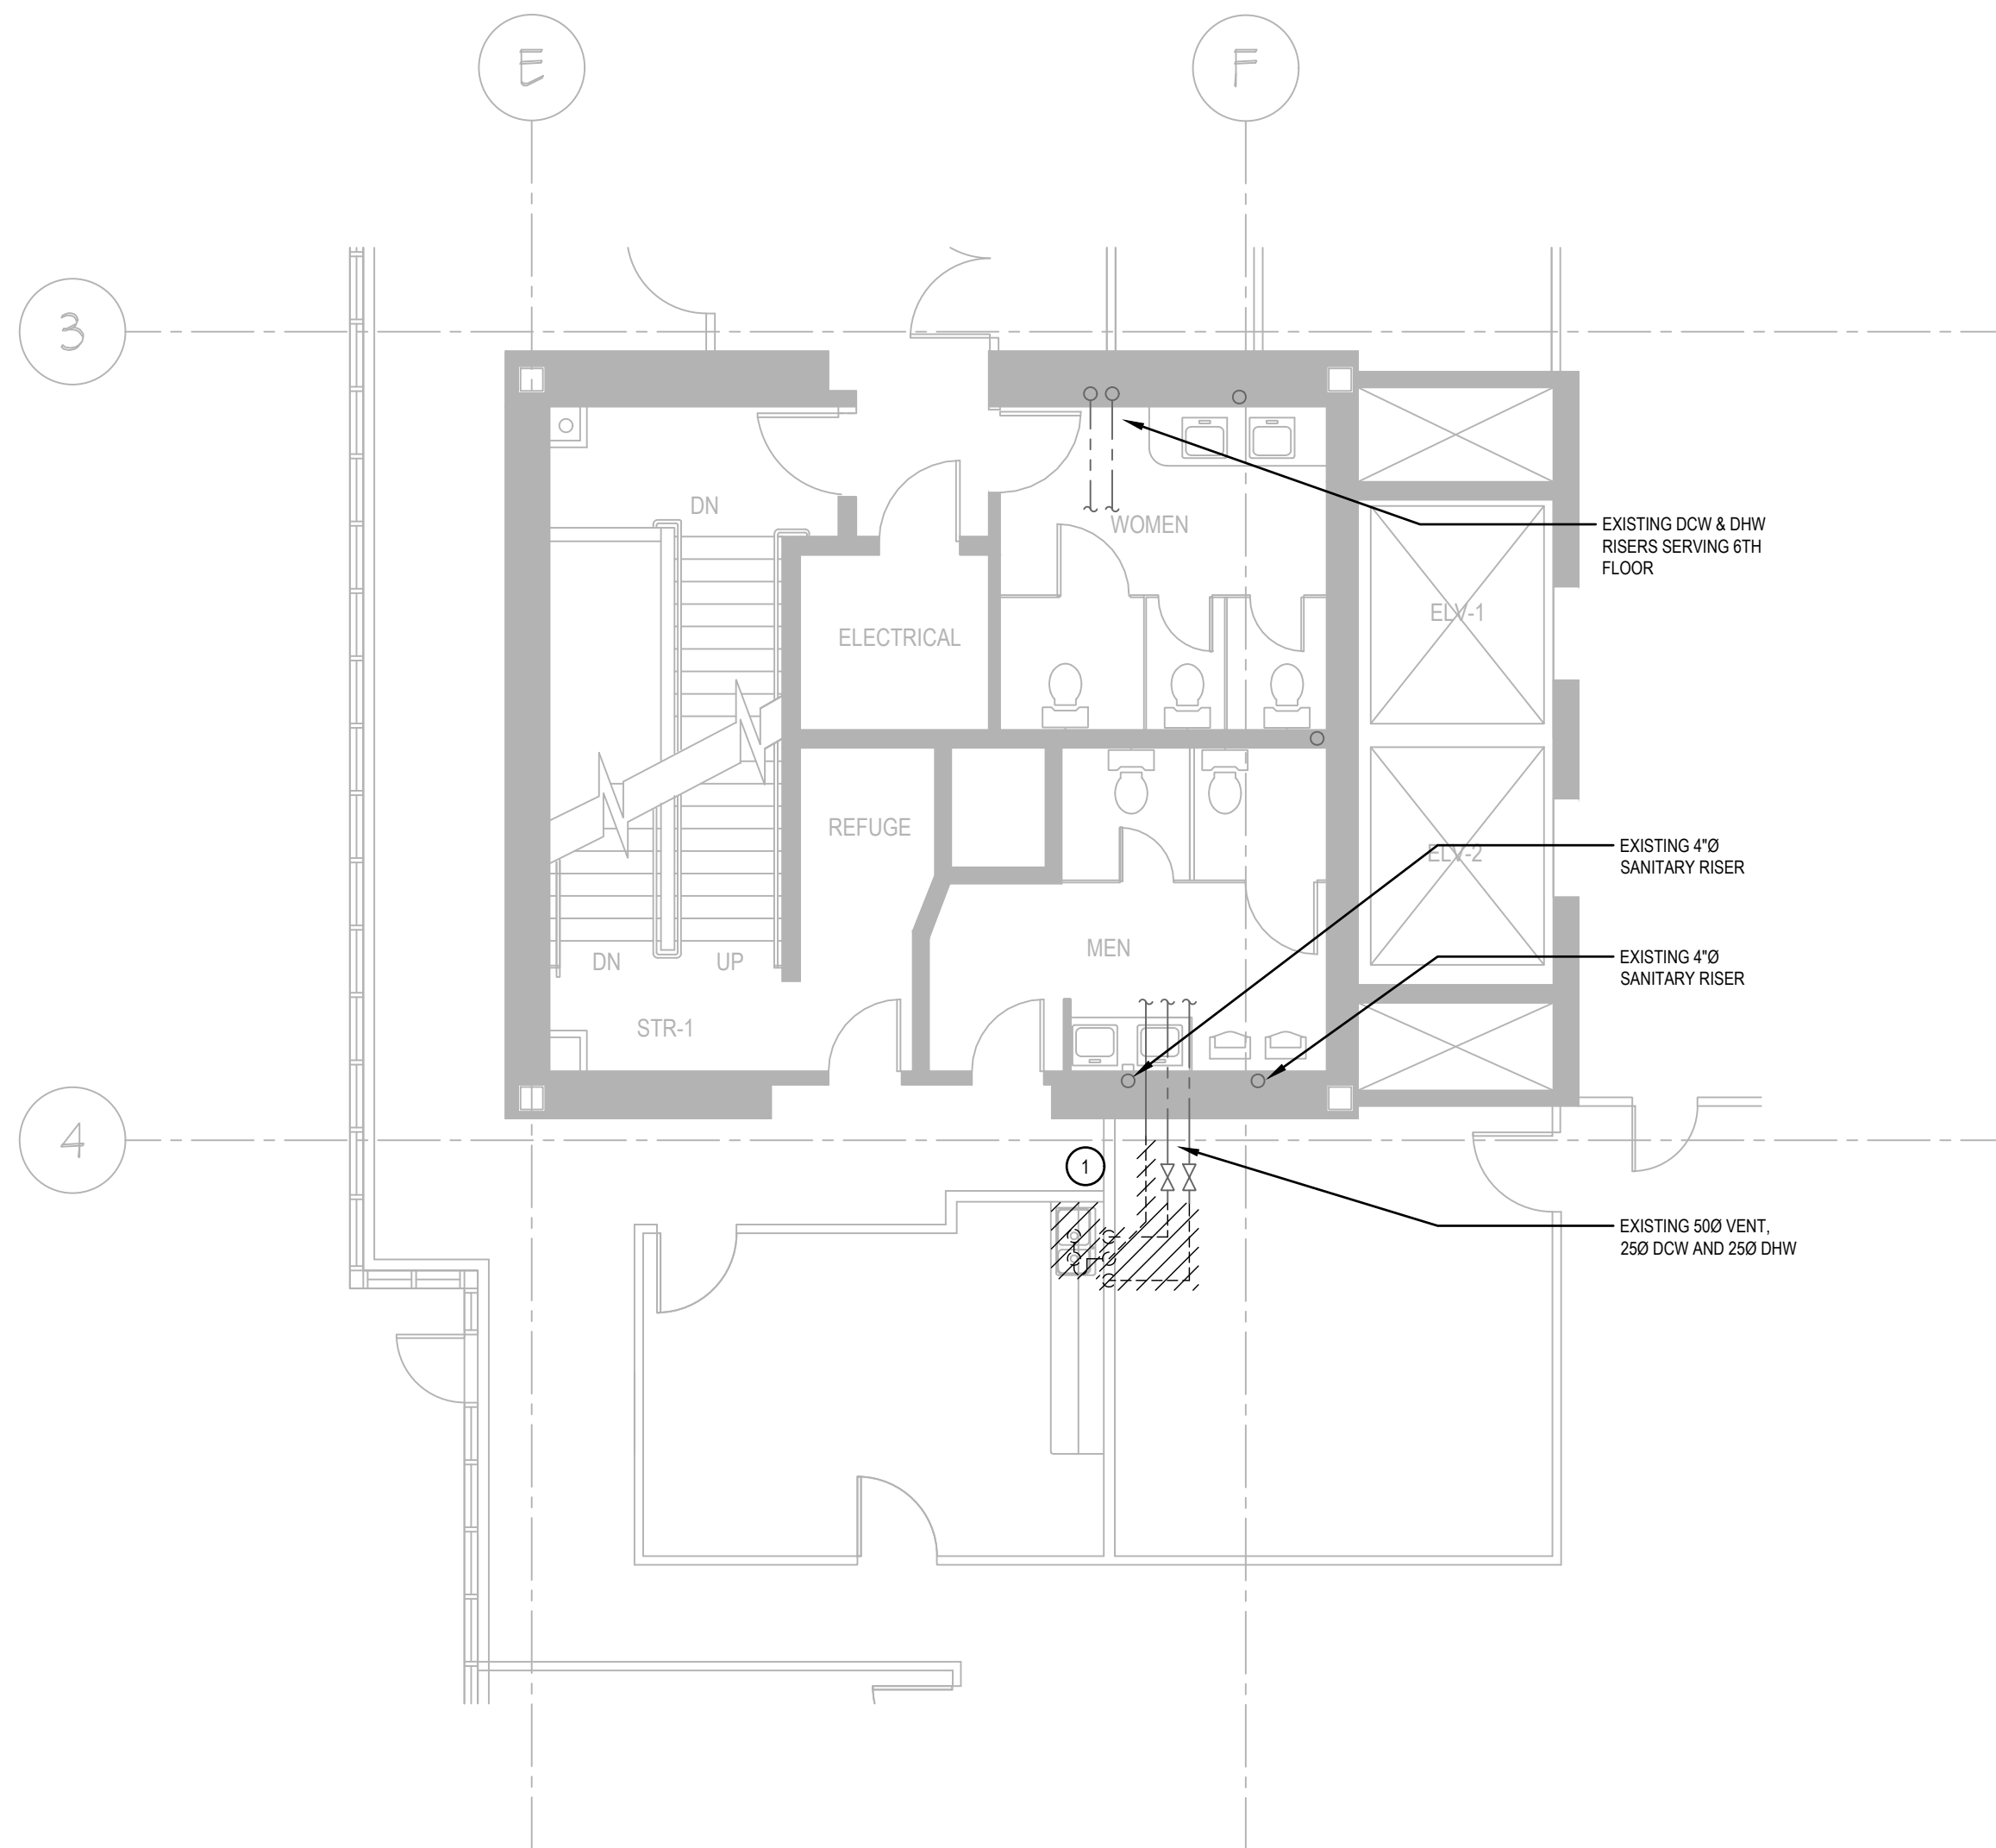 E
F
3
DN
WOMEN
EXISTING DCW & DHW
RISERS SERVING 6TH
FLOOR
ELV-1
ELECTRICAL
REFUGE
EXISTING 4"Ø
SANITARY RISER
ELV-2
MEN
EXISTING 4"Ø
SANITARY RISER
DN
UP
STR-1
4
1
EXISTING 50Ø VENT,
25Ø DCW AND 25Ø DHW